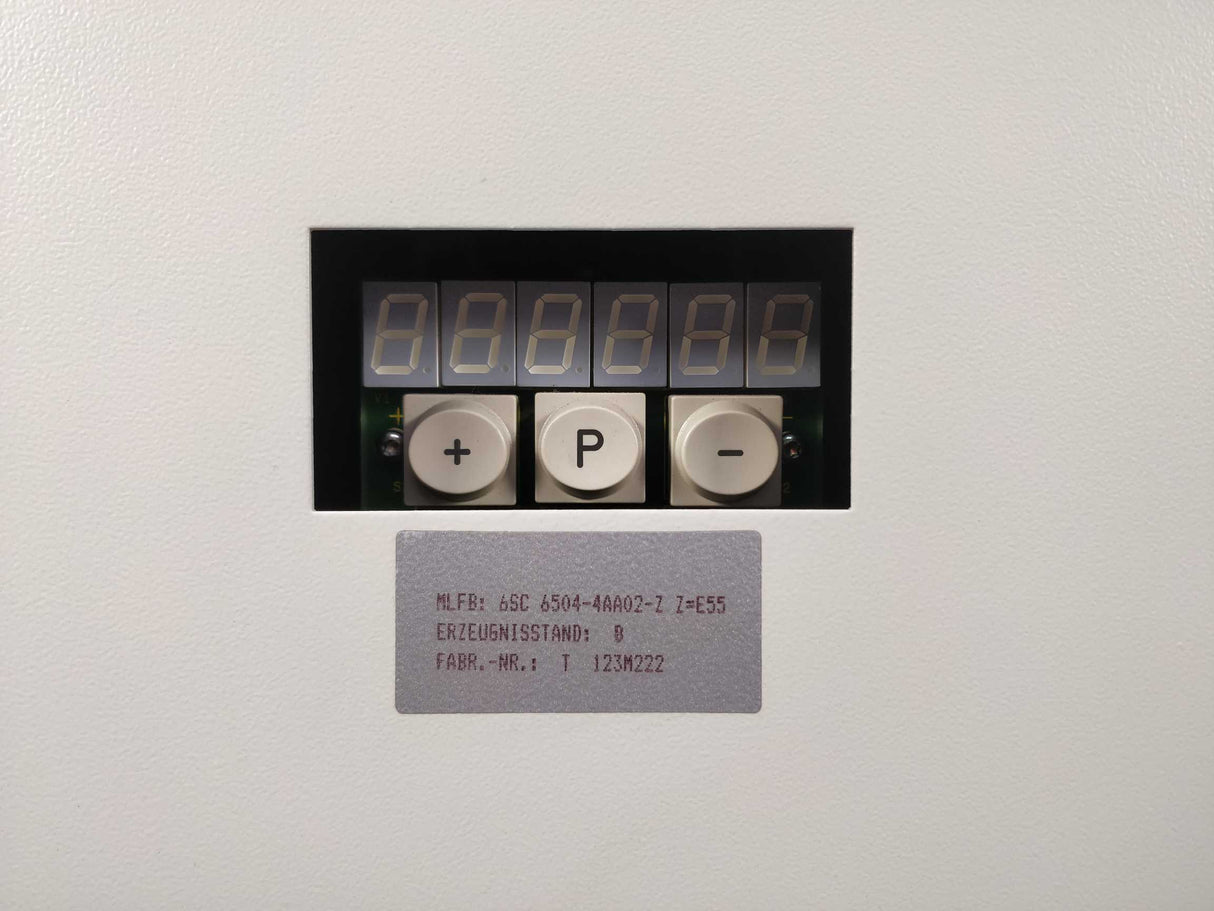 + P -
MLFB: 6SC 6504-4AA02-Z Z=E55
ERZEUGNISSTAND: B
FABR.-NR.: T 123M222